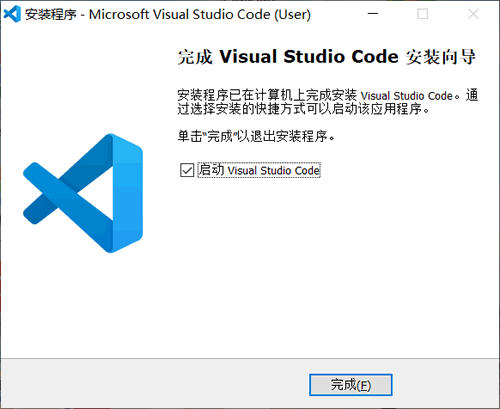 安装程序 - Microsoft Visual Studio Code (User)
完成 Visual Studio Code 安装向导
安装程序已在计算机上完成安装 Visual Studio Code。通
过选择安装的快捷方式可以启动该应用程序。
单击“完成”以退出安装程序。
启动 Visual Studio Code
完成(F)